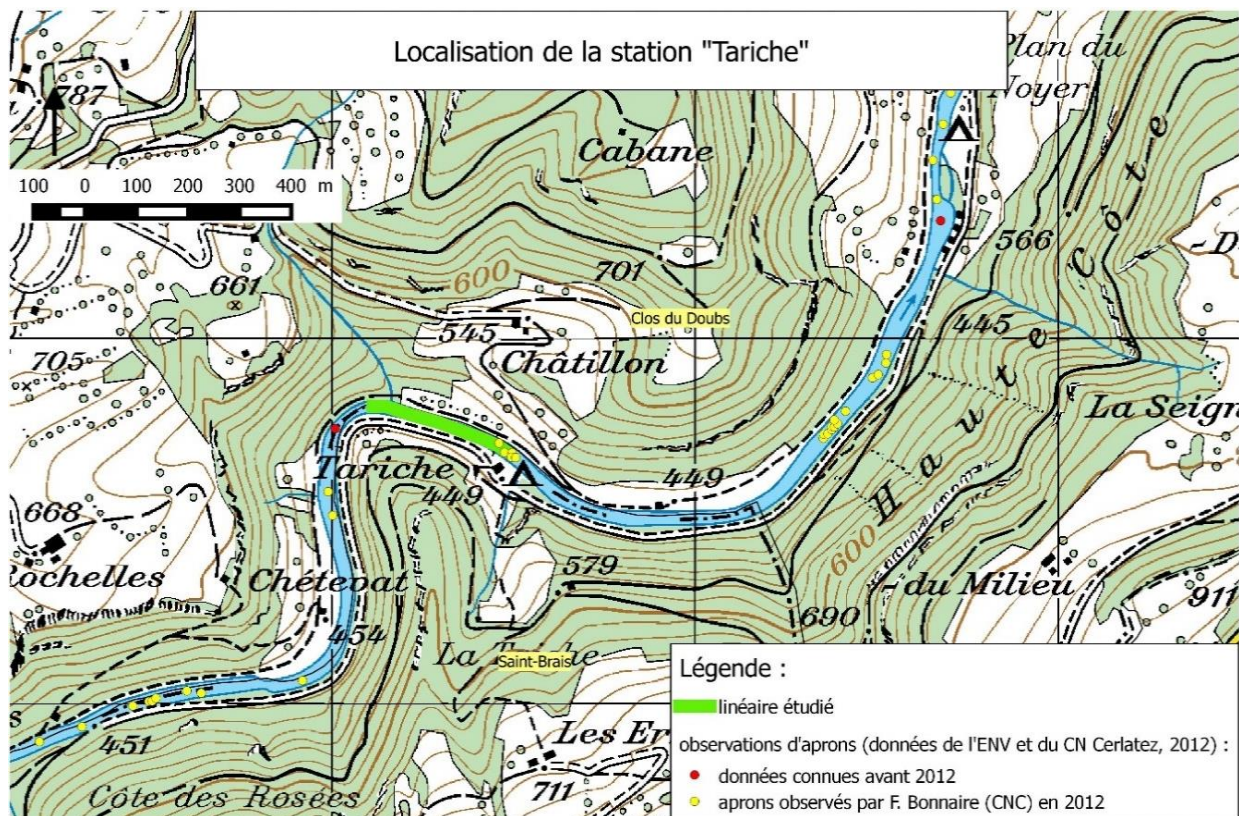 Localisation de la station "Tariche"
Plan du
Noyer
787
Cabane
100 0 100 200 300 400 m
566
Côte
701
600
661
Clos du Doubs
545
445
705
Châtillon
Haute
La Seign
Tariche
449
449
668
600
Rochelles
579
Chétevat
du Milieu
911
690
454
La Tariche
Saint-Brais
Légende :
linéaire étudié
451
Les Er
observations d'aprons (données de l'ENV et du CN Cerlatez, 2012) :
711
données connues avant 2012
Côte des Rosées
aprons observés par F. Bonnaire (CNC) en 2012